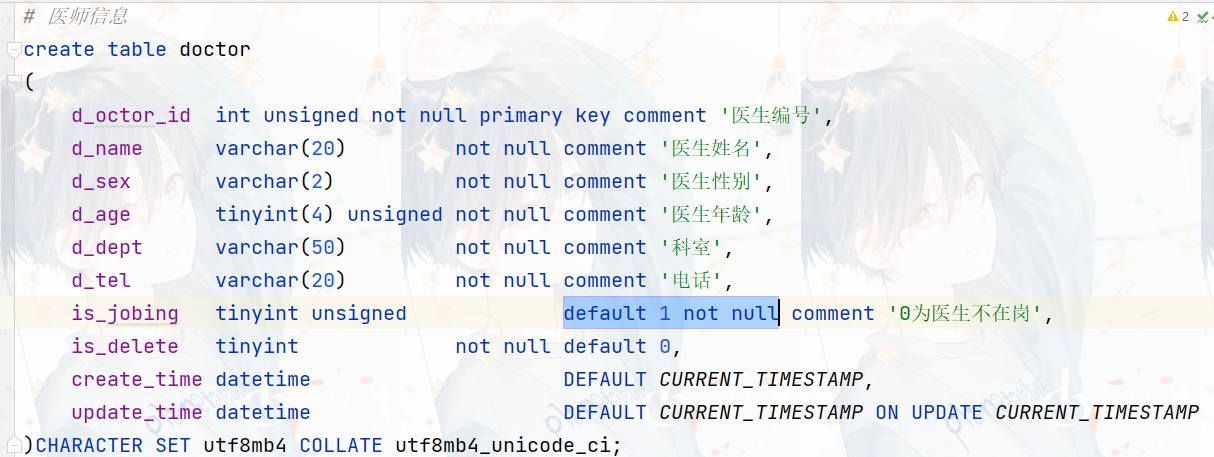 # 医师信息
2
create table doctor
(
d_octor_id int unsigned not null primary key comment '医生编号',
d_name varchar(20) not null comment '医生姓名',
d_sex varchar(2) not null comment '医生性别',
d_age tinyint(4) unsigned not null comment '医生年龄',
d_dept varchar(50) not null comment '科室',
d_tel varchar(20) not null comment '电话',
is_jobing tinyint unsigned default 1 not null comment '0为医生不在岗',
is_delete tinyint not null default 0,
create_time datetime DEFAULT CURRENT_TIMESTAMP,
update_time datetime DEFAULT CURRENT_TIMESTAMP ON UPDATE CURRENT_TIMESTAMP
)CHARACTER SET utf8mb4 COLLATE utf8mb4_unicode_ci;